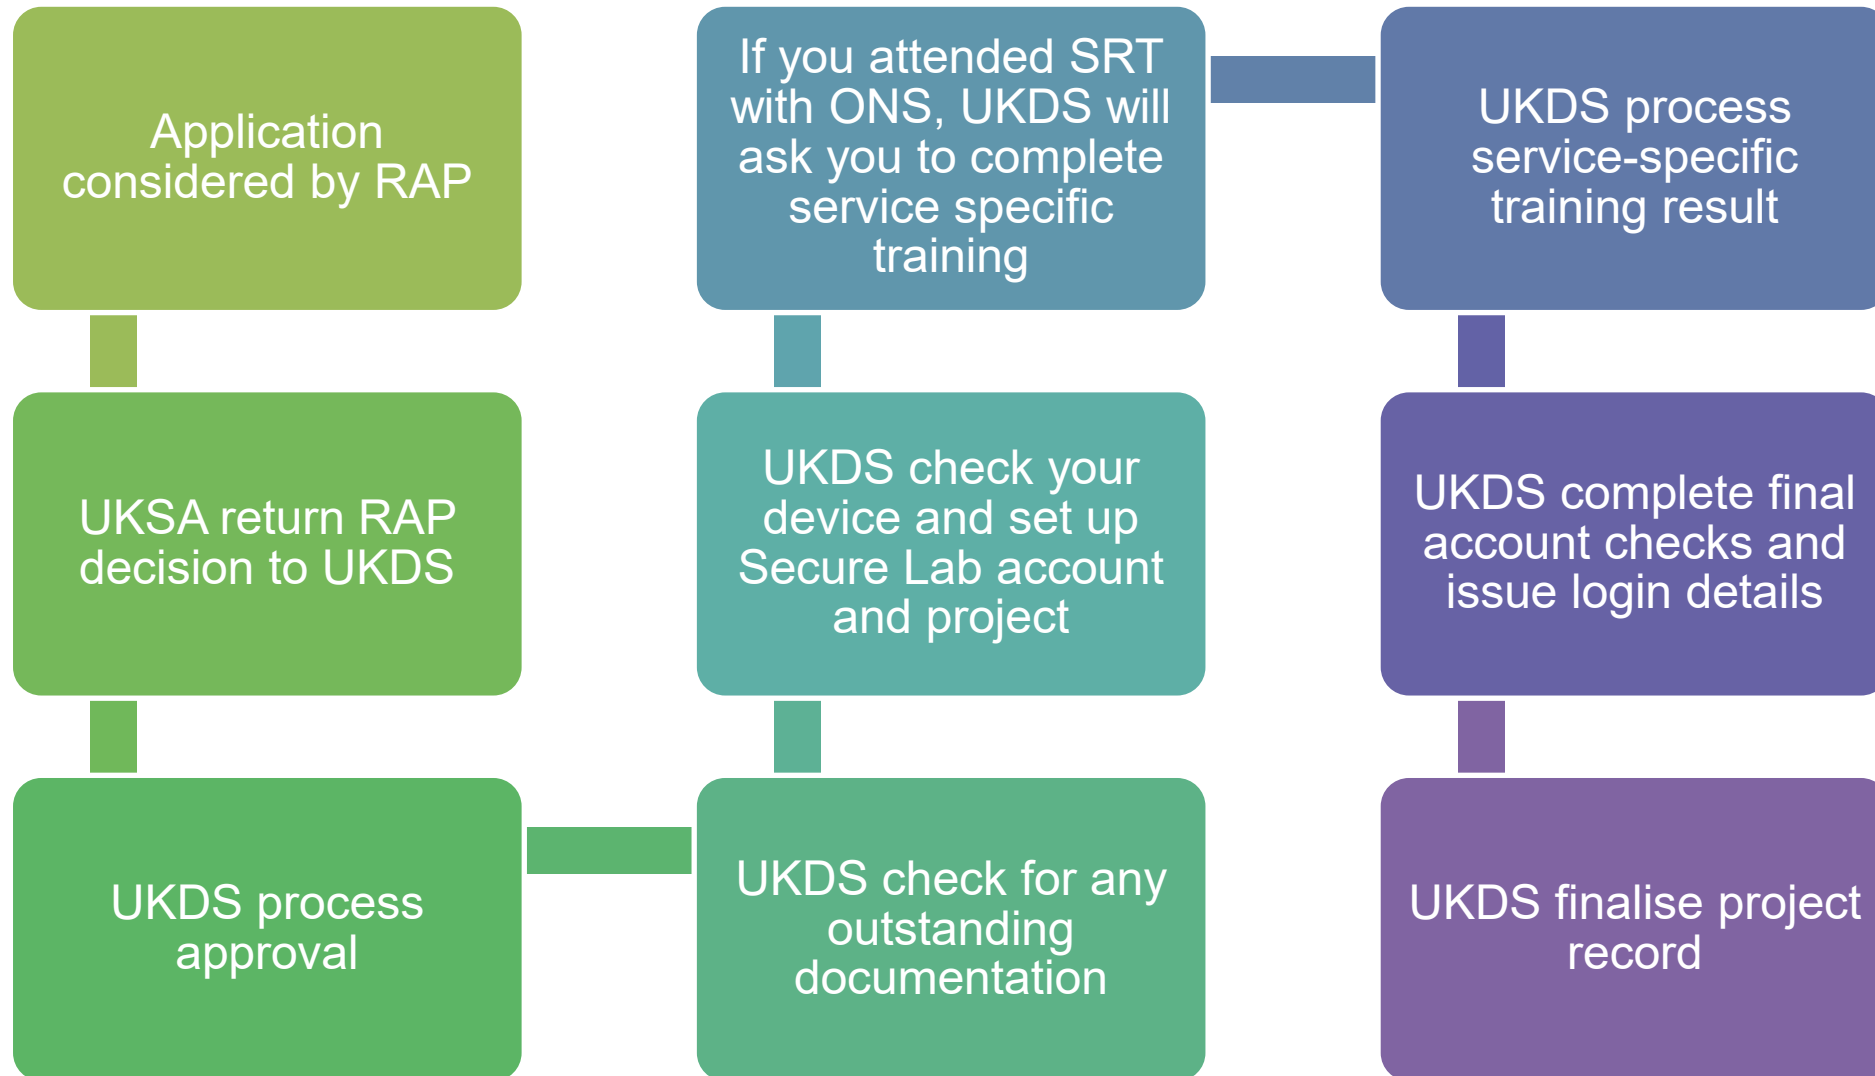 Application
considered by RAP
UKSA return RAP
decision to UKDS
UKDS process
approval
UKDS check for any
outstanding
documentation
UKDS check your
device and set up
Secure Lab account
and project
If you attended SRT
with ONS, UKDS will
ask you to complete
service specific
training
UKDS process
service-specific
training result
UKDS complete final
account checks and
issue login details
UKDS finalise project
record